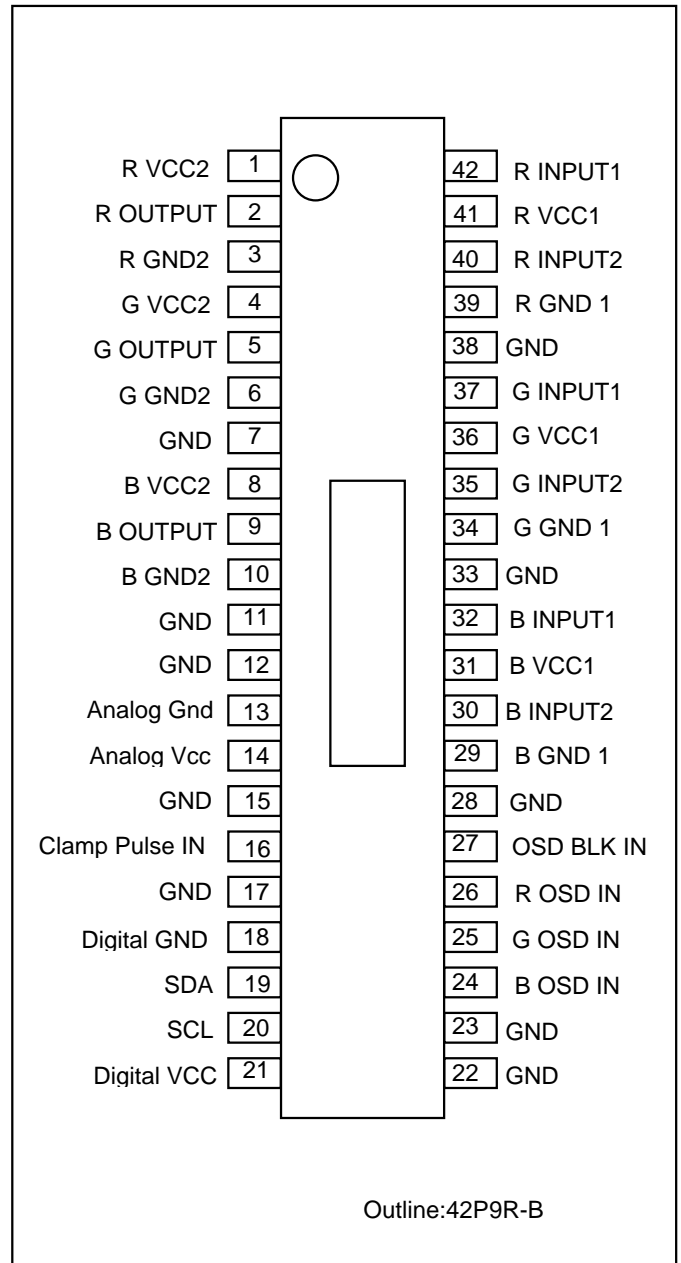 R VCC2 1 42 R INPUT1
R OUTPUT 2 41 R VCC1
R GND2 3 40 R INPUT2
G VCC2 4 39 R GND 1
G OUTPUT 5 38 GND
G GND2 6 37 G INPUT1
GND 7 36 G VCC1
B VCC2 8 35 G INPUT2
B OUTPUT 9 34 G GND 1
B GND2 10 33 GND
GND 11 32 B INPUT1
GND 12 31 B VCC1
Analog Gnd 13 30 B INPUT2
Analog Vcc 14 29 B GND 1
GND 15 28 GND
Clamp Pulse IN 16 27 OSD BLK IN
GND 17 26 R OSD IN
Digital GND 18 25 G OSD IN
SDA 19 24 B OSD IN
SCL 20 23 GND
Digital VCC 21 22 GND
Outline:42P9R-B